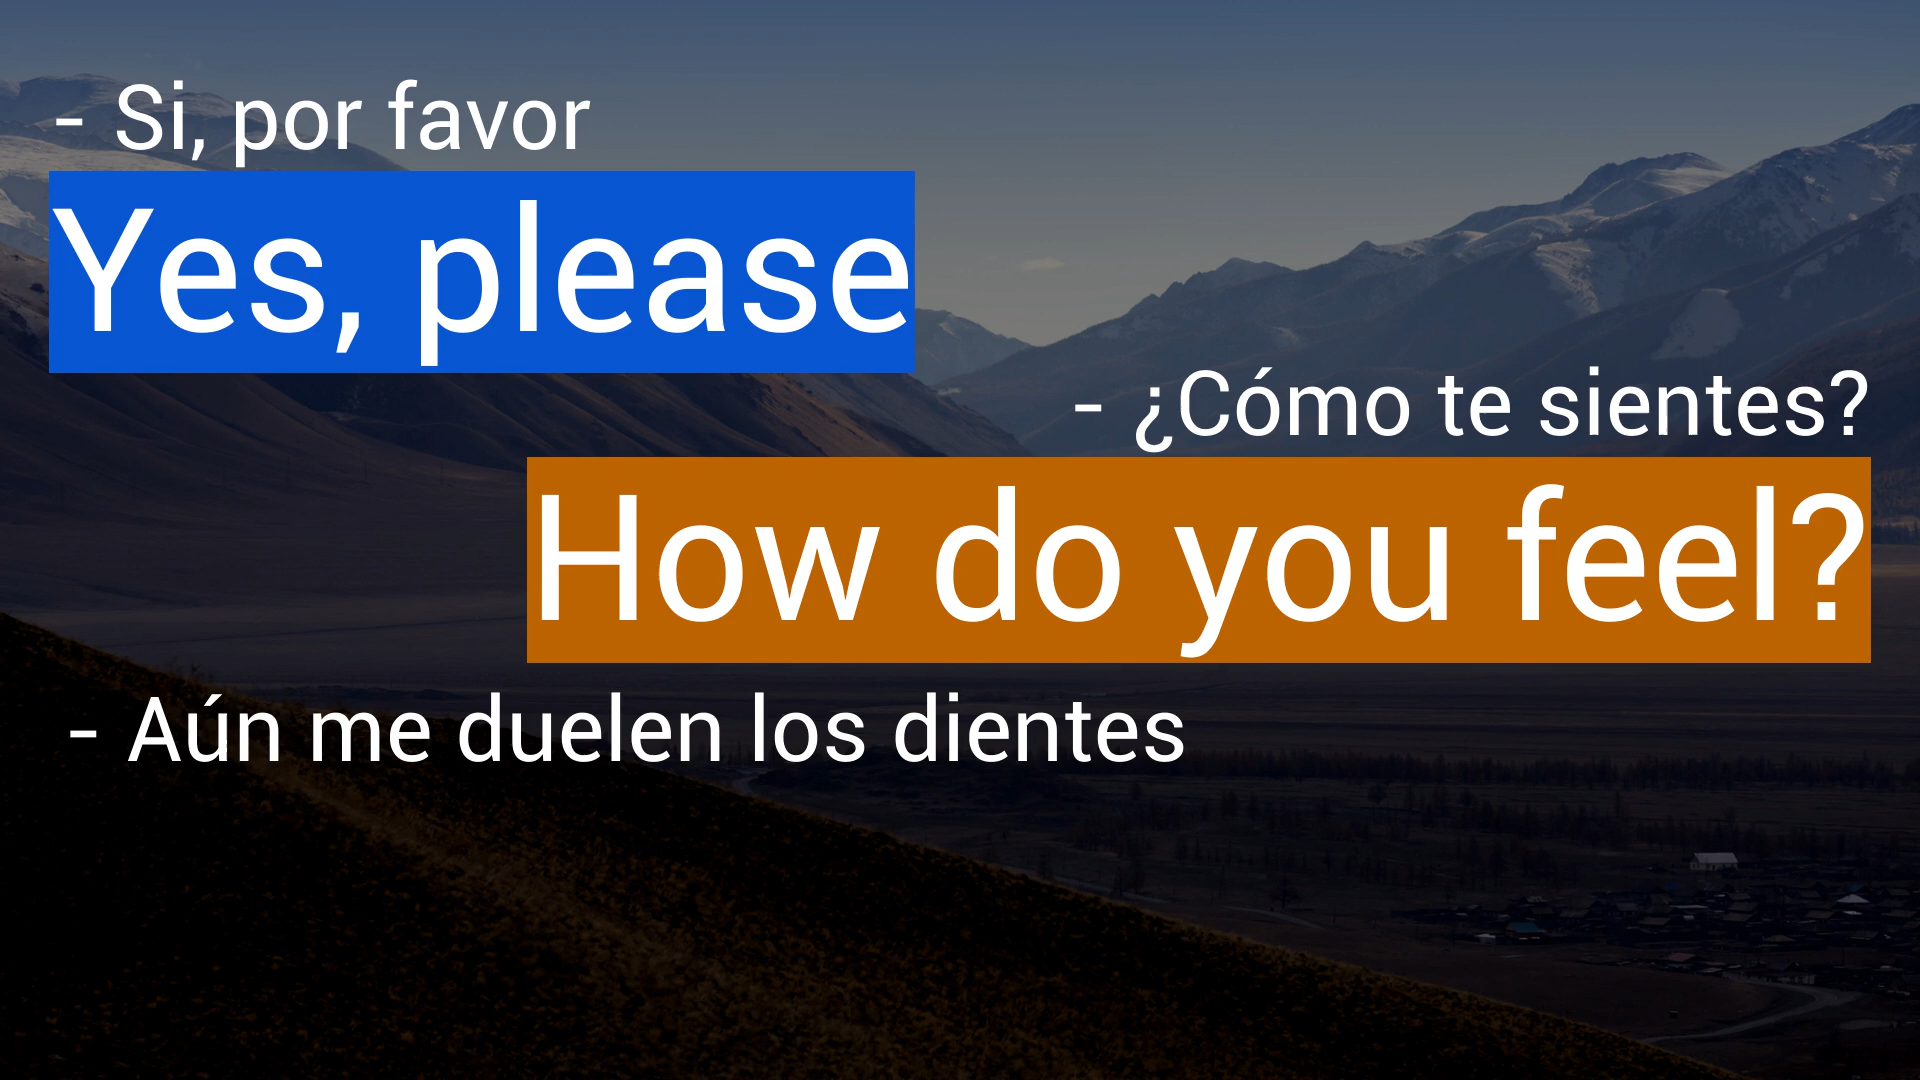 - Si, por favor
Yes, please
- ¿Cómo te sientes?
How do you feel?
- Aún me duelen los dientes